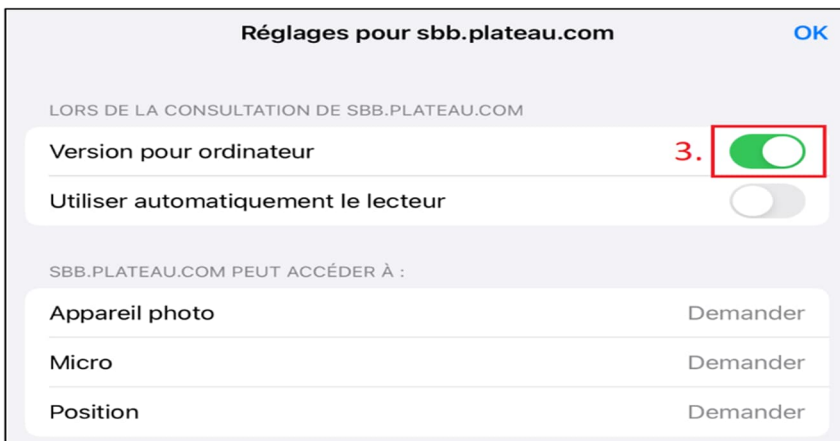 Réglages pour sbb.plateau.com OK
LORS DE LA CONSULTATION DE SBB.PLATEAU.COM
Version pour ordinateur 3.
Utiliser automatiquement le lecteur
SBB.PLATEAU.COM PEUT ACCÉDER À :
Appareil photo Demander
Micro Demander
Position Demander